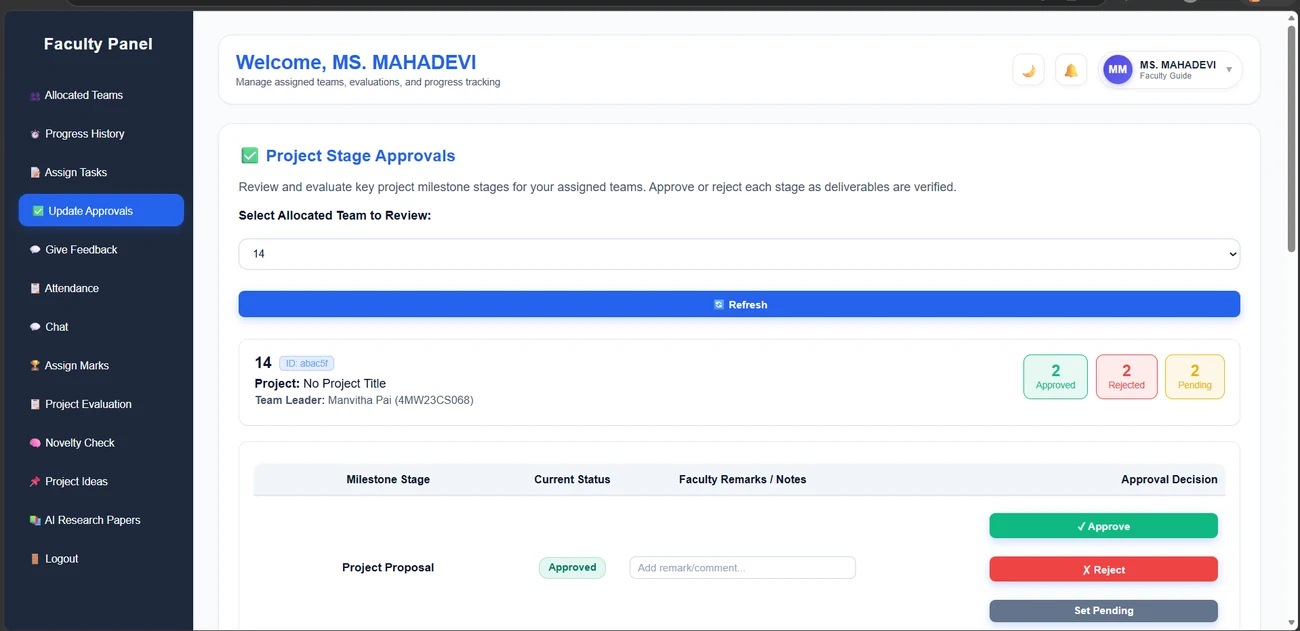 Faculty Panel
Allocated Teams
Progress History
Assign Tasks
Update Approvals
Give Feedback
Attendance
Chat
Assign Marks
Project Evaluation
Novelty Check
Project Ideas
AI Research Papers
Logout
Welcome, MS. MAHADEVI
Manage assigned teams, evaluations, and progress tracking
MM
MS. MAHADEVI
Faculty Guide
Project Stage Approvals
Review and evaluate key project milestone stages for your assigned teams. Approve or reject each stage as deliverables are verified.
Select Allocated Team to Review:
14
Refresh
14 ID: abac5f
Project: No Project Title
Team Leader: Manvitha Pai (4MW23CS068)
2 Approved
2 Rejected
2 Pending
Milestone Stage Current Status Faculty Remarks / Notes Approval Decision
Project Proposal Approved Add remark/comment...
✓ Approve
✗ Reject
Set Pending